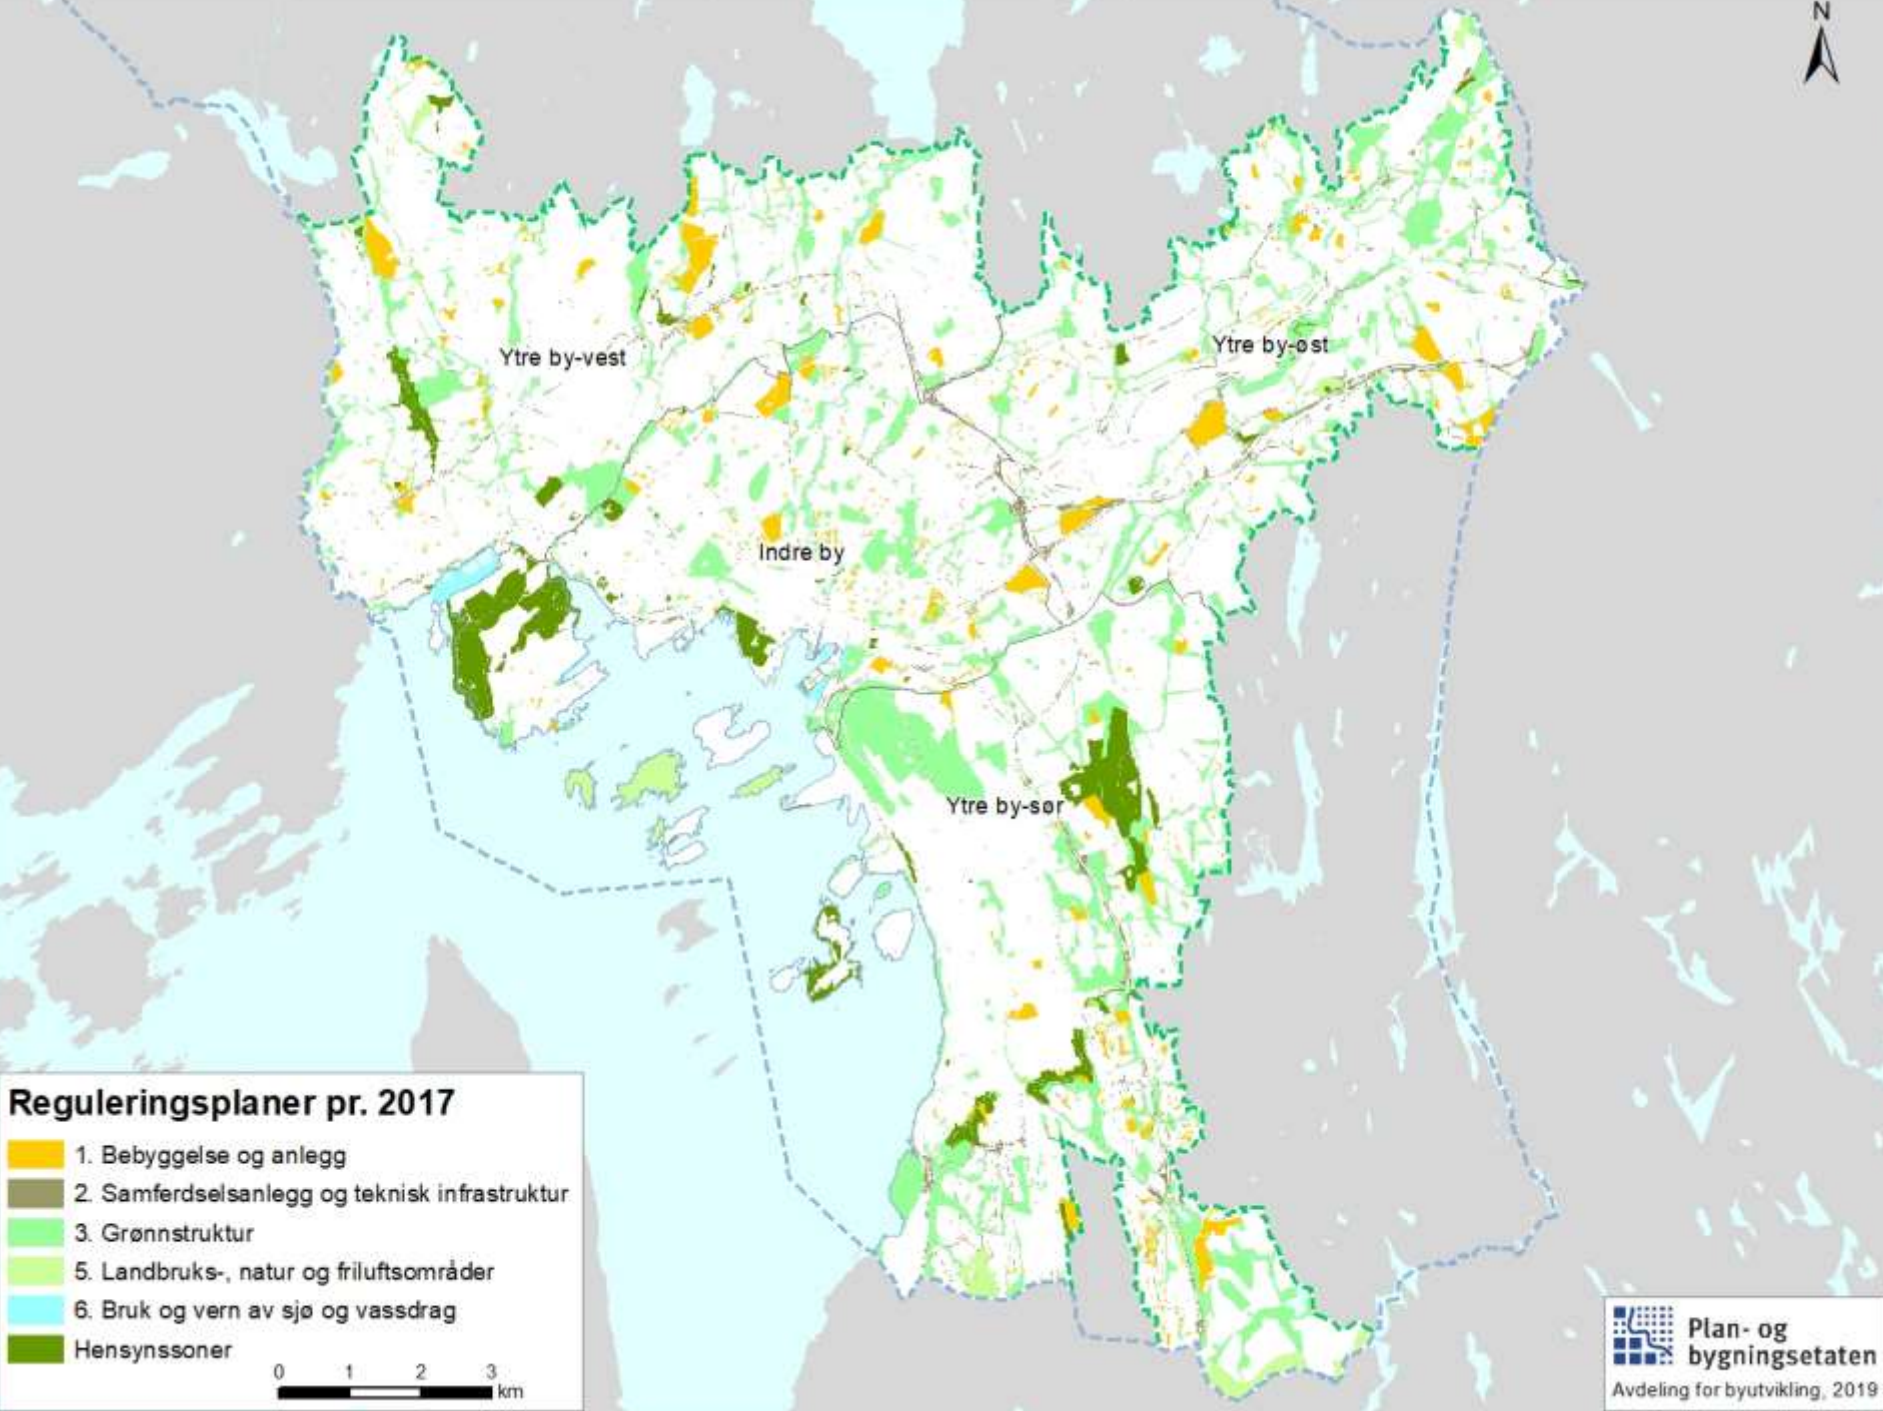 N
Ytre by-vest
Ytre by-øst
Indre by
Ytre by-sør
Reguleringsplaner pr. 2017
1. Bebyggelse og anlegg
2. Samferdselsanlegg og teknisk infrastruktur
3. Grønnstruktur
5. Landbruks-, natur og friluftsområder
6. Bruk og vern av sjø og vassdrag
Hensynssoner
0 1 2 3
km
Plan- og
bygningsetaten
Avdeling for byutvikling, 2019